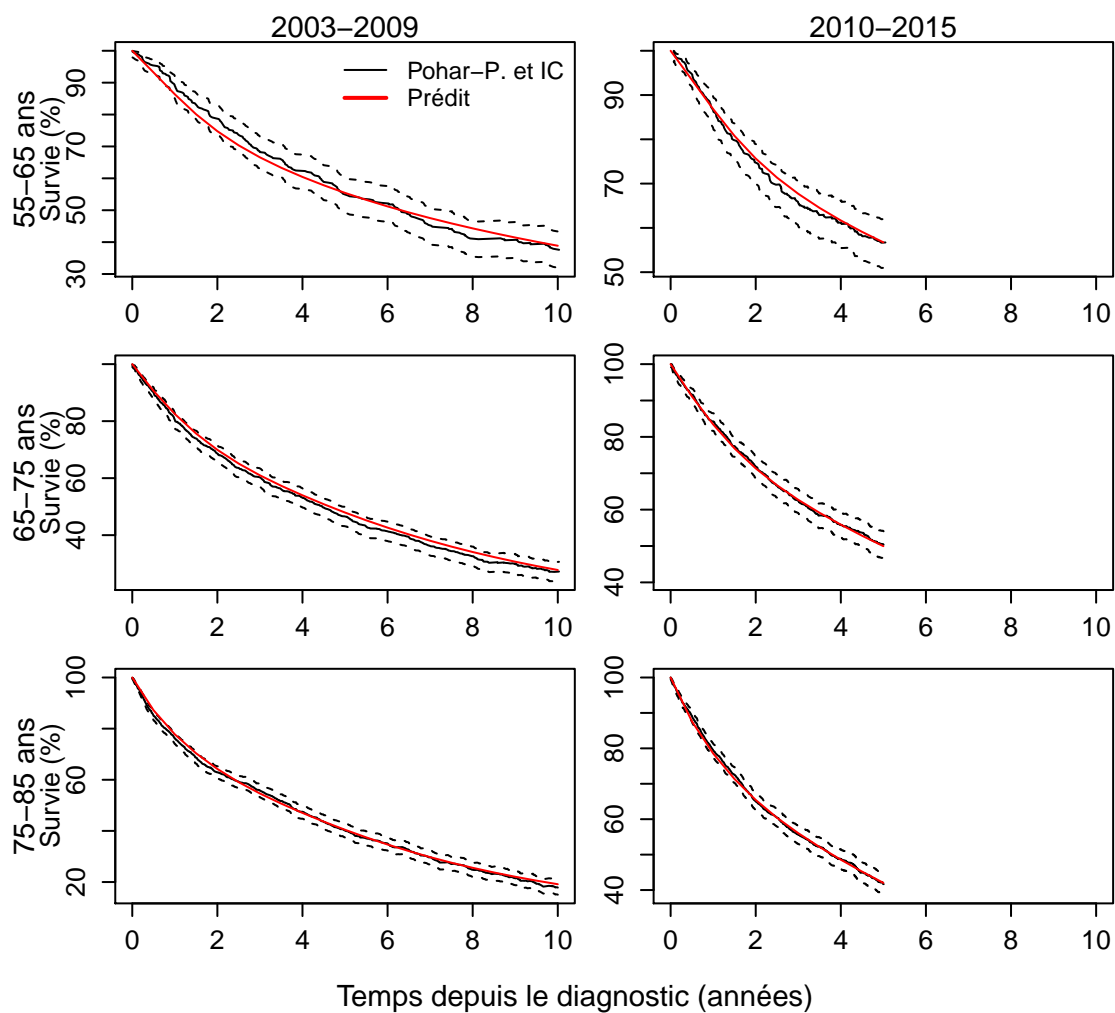 2003–2009
2010–2015
55–65 ans
Survie (%)
30 50 70 90
Pohar–P. et IC
Prédit
0 2 4 6 8 10
50 70 90
0 2 4 6 8 10
65–75 ans
Survie (%)
40 60 80
0 2 4 6 8 10
40 60 80 100
0 2 4 6 8 10
75–85 ans
Survie (%)
20 60 100
0 2 4 6 8 10
40 60 80 100
0 2 4 6 8 10
Temps depuis le diagnostic (années)